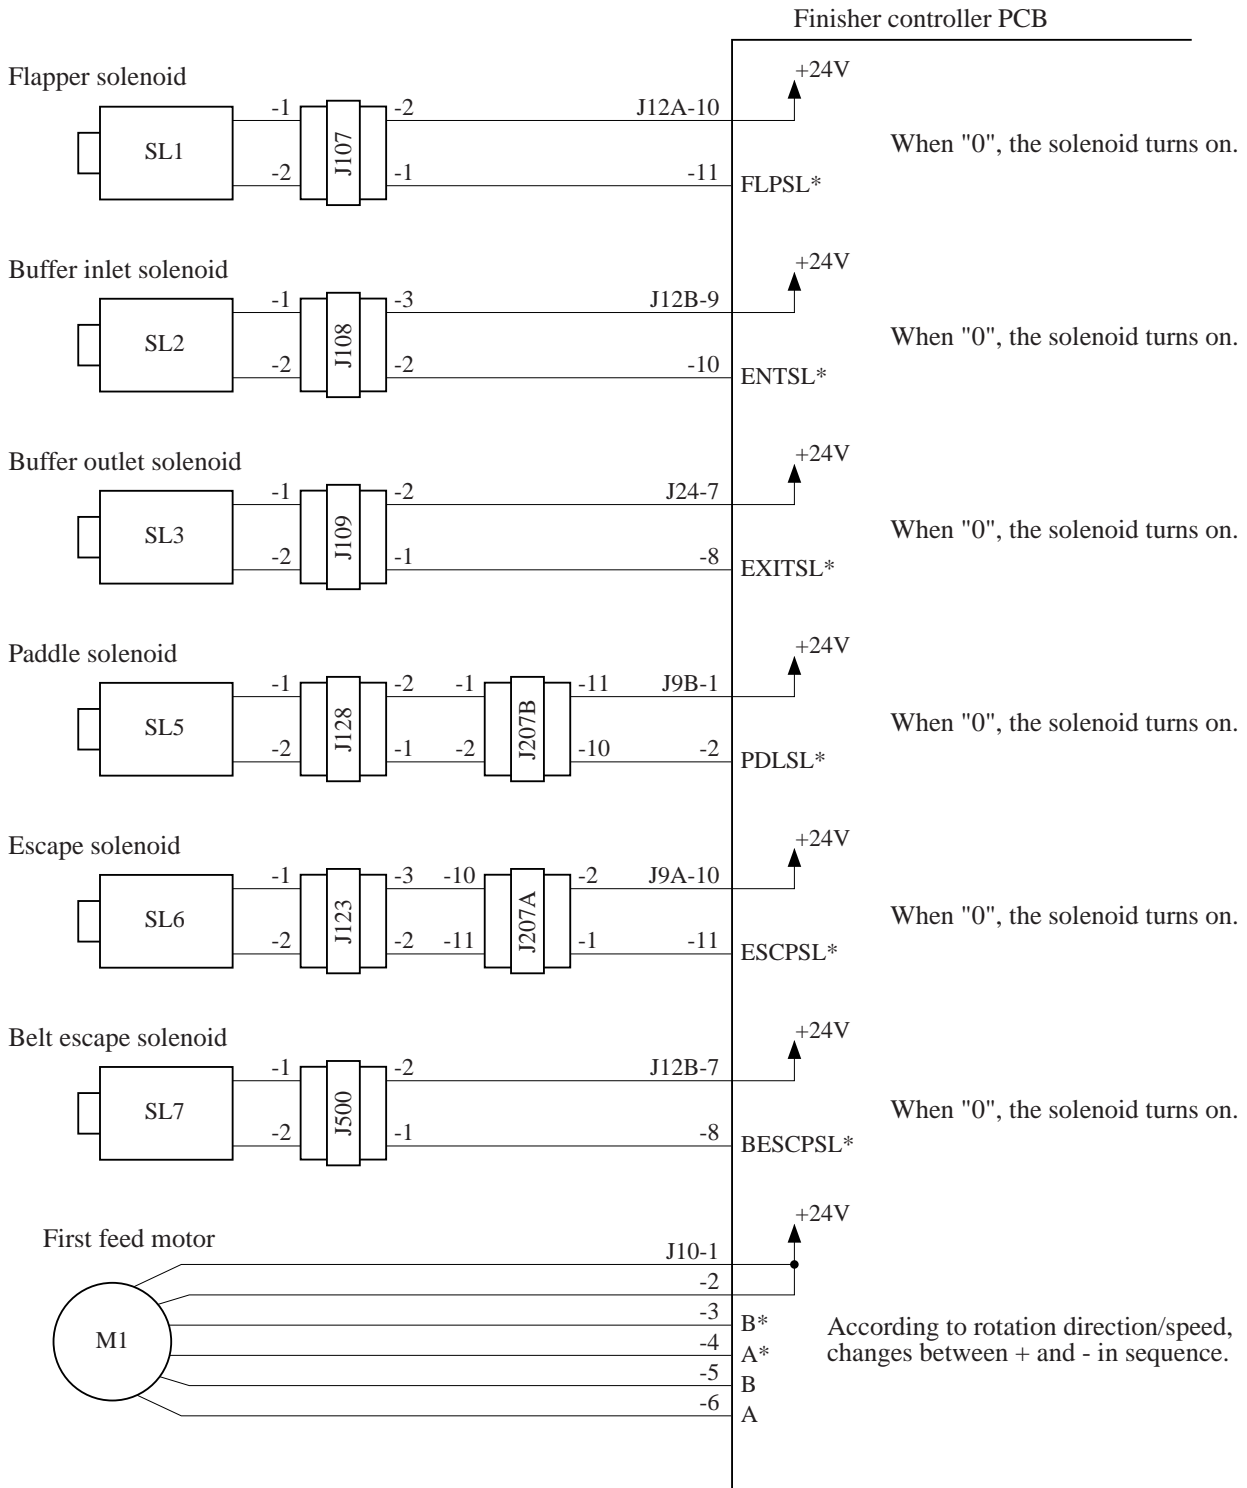 Finisher controller PCB
Flapper solenoid
+24V
-1 -2 J12A-10
SL1 J107 When "0", the solenoid turns on.
-2 -1 -11 FLPSL*
Buffer inlet solenoid
+24V
-1 -3 J12B-9
SL2 J108 When "0", the solenoid turns on.
-2 -2 -10 ENTSL*
Buffer outlet solenoid
+24V
-1 -2 J24-7
SL3 J109 When "0", the solenoid turns on.
-2 -1 -8 EXITSL*
Paddle solenoid
+24V
-1 -2 -1 -11 J9B-1
SL5 J128 J207B When "0", the solenoid turns on.
-2 -1 -2 -10 -2 PDLSL*
Escape solenoid
+24V
-1 -3 -10 -2 J9A-10
SL6 J123 J207A When "0", the solenoid turns on.
-2 -2 -11 -1 -11 ESCPSL*
Belt escape solenoid
+24V
-1 -2 J12B-7
SL7 J500 When "0", the solenoid turns on.
-2 -1 -8 BESCPSL*
First feed motor
+24V
J10-1
-2
-3 B*
M1
-4 A*
-5 B
-6 A
According to rotation direction/speed,
changes between + and - in sequence.